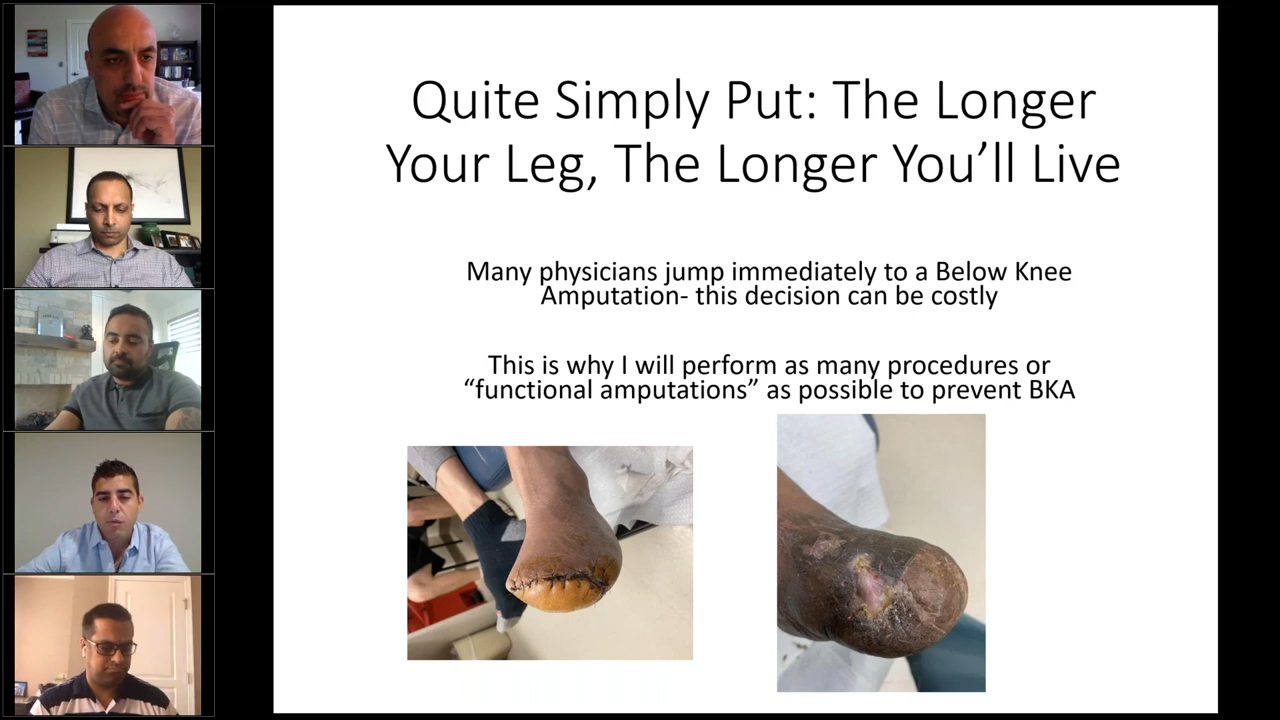 Quite Simply Put: The Longer
Your Leg, The Longer You’ll Live
Many physicians jump immediately to a Below Knee
Amputation- this decision can be costly
This is why I will perform as many procedures or
“functional amputations” as possible to prevent BKA